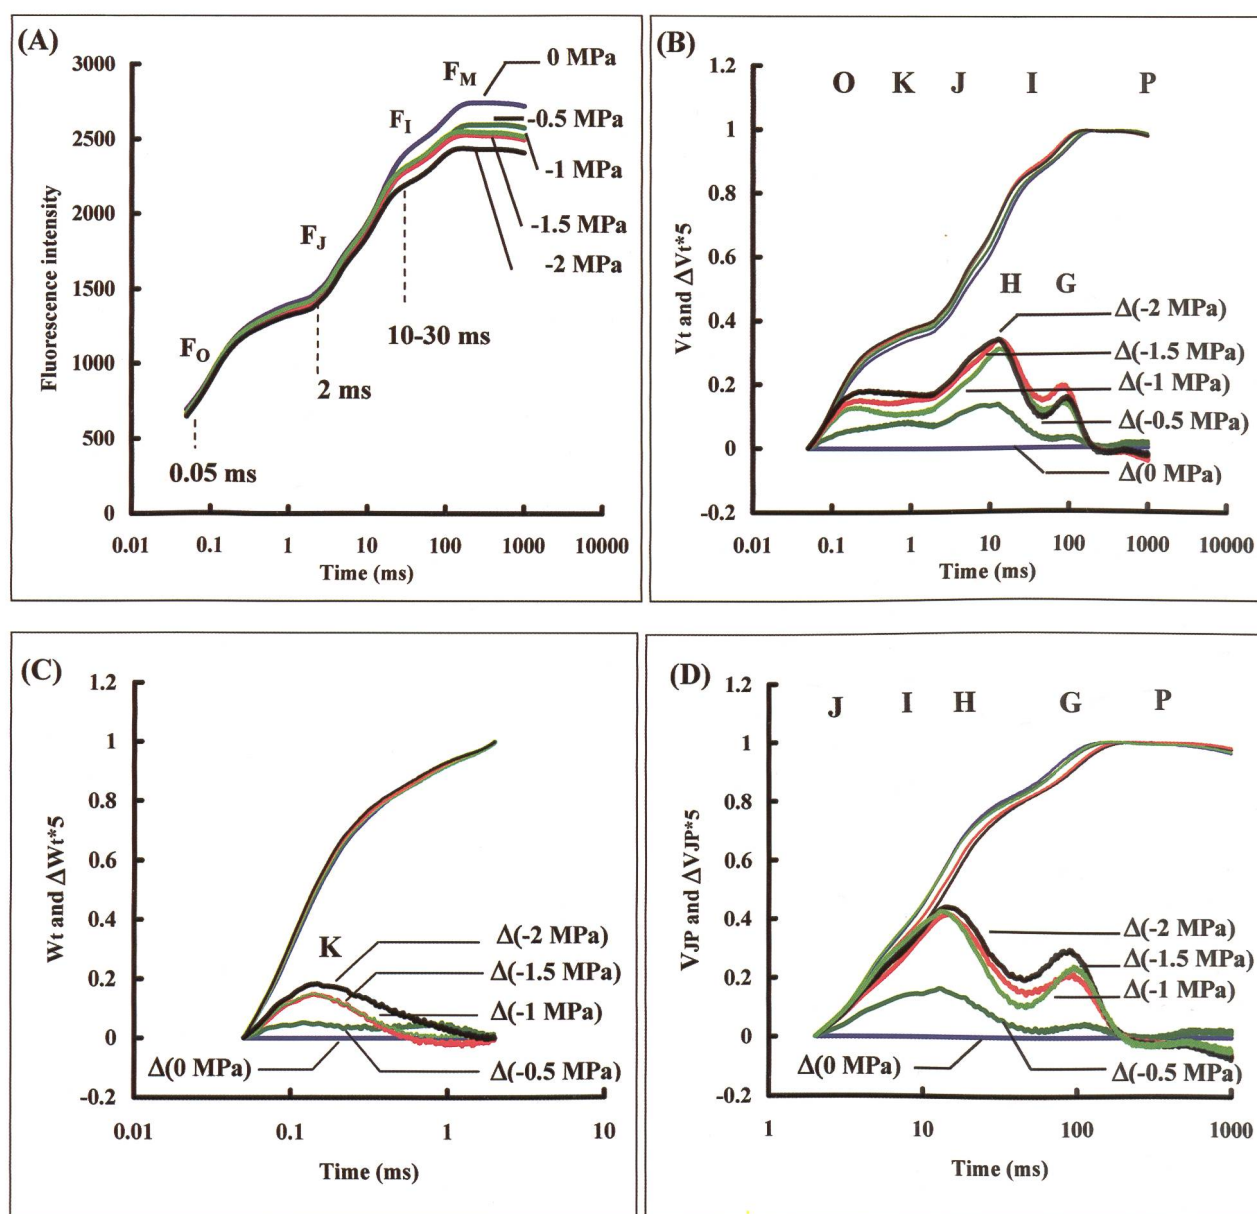 (A)
3000
2500
2000
1500
1000
500
0
Fluorescence intensity
F_M
0 MPa
-0.5 MPa
F_I
-1 MPa
F_J
-1.5 MPa
-2 MPa
F_O
10-30 ms
2 ms
0.05 ms
0.01 0.1 1 10 100 1000 10000
Time (ms)
(B)
1.2
1
0.8
0.6
0.4
0.2
0
-0.2
Vt and ΔVt*5
O K J I P
H G
Δ(-2 MPa)
Δ(-1.5 MPa)
Δ(-1 MPa)
Δ(-0.5 MPa)
Δ(0 MPa)
0.01 0.1 1 10 100 1000 10000
Time (ms)
(C)
1.2
1
0.8
0.6
0.4
0.2
0
-0.2
Wt and ΔWt*5
K
Δ(-2 MPa)
Δ(-1.5 MPa)
Δ(-1 MPa)
Δ(0 MPa)
Δ(-0.5 MPa)
0.01 0.1 1 10
Time (ms)
(D)
1.2
1
0.8
0.6
0.4
0.2
0
-0.2
VJP and ΔVJP*5
J I H G P
Δ(-2 MPa)
Δ(-1.5 MPa)
Δ(-1 MPa)
Δ(0 MPa)
Δ(-0.5 MPa)
1 10 100 1000
Time (ms)